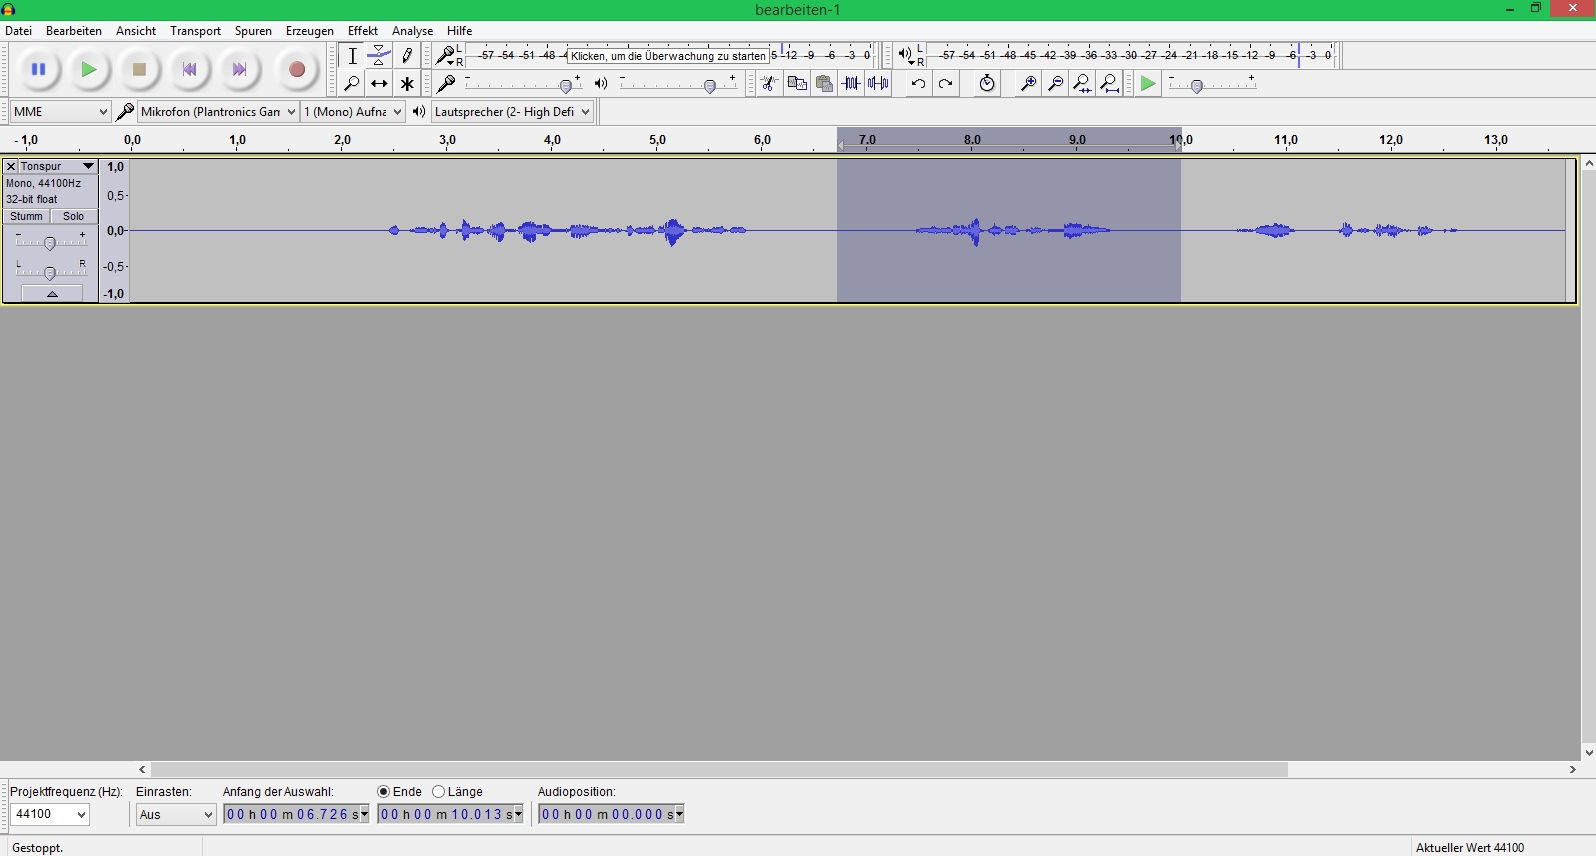 bearbeiten-1
Datei Bearbeiten Ansicht Transport Spuren Erzeugen Effekt Analyse Hilfe
L
R
-57 -54 -51 -48 Klicken, um die Überwachung zu starten -12 -9 -6 -3 0
L
R
-57 -54 -51 -48 -45 -42 -39 -36 -33 -30 -27 -24 -21 -18 -15 -12 -9 -6 -3 0
- + - +
- +
MME Mikrofon (Plantronics Gam 1 (Mono) Aufna Lautsprecher (2- High Defi
- 1,0 0,0 1,0 2,0 3,0 4,0 5,0 6,0 7,0 8,0 9,0 10,0 11,0 12,0 13,0
Tonspur
Mono, 44100Hz
32-bit float
Stumm Solo
- +
L R
1,0
0,5-
0,0-
-0,5-
-1,0
Projektfrequenz (Hz): Einrasten: Anfang der Auswahl: Ende Länge Audioposition:
44100 Aus 00 h 00 m 06.726 s 00 h 00 m 10.013 s 00 h 00 m 00.000 s
Gestoppt. Aktueller Wert 44100